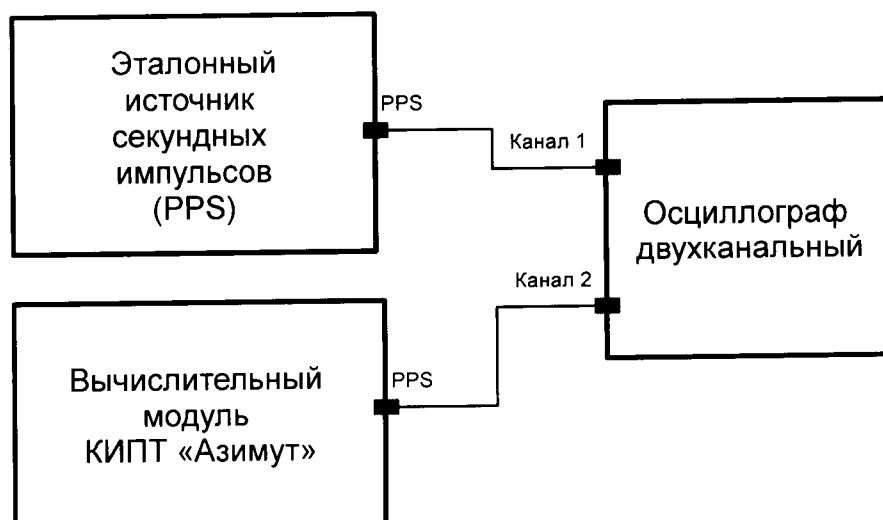 Эталонный
источник
секундных
импульсов
(PPS)
PPS
Канал 1
Осциллограф
двухканальный
Канал 2
Вычислительный
модуль
КИПТ «Азимут»
PPS